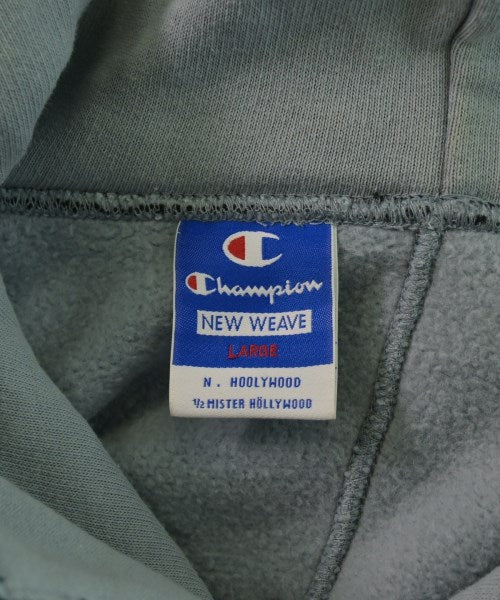 Champion
NEW WEAVE
LARGE
N. HOOLYWOOD
½ MISTER HÖLLYWOOD